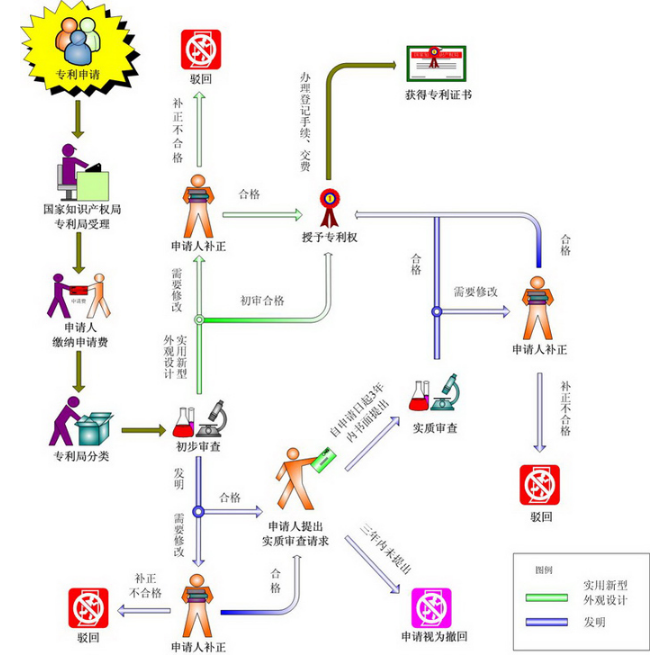 专利申请
国家知识产权局
专利局受理
申请费
申请人
缴纳申请费
专利局分类
初步审查
实用新型
外观设计
需要修改
申请人补正
补正不合格
驳回
合格
初审合格
授予专利权
办理登记手续、交费
获得专利证书
发明
合格
需要修改
申请人补正
补正
不合格
驳回
合格
申请人提出
实质审查请求
自申请日起3年
内书面提出
三年内未提出
申请视为撤回
实质审查
合格
需要修改
申请人补正
合格
补正不合格
驳回
图例
实用新型
外观设计
发明